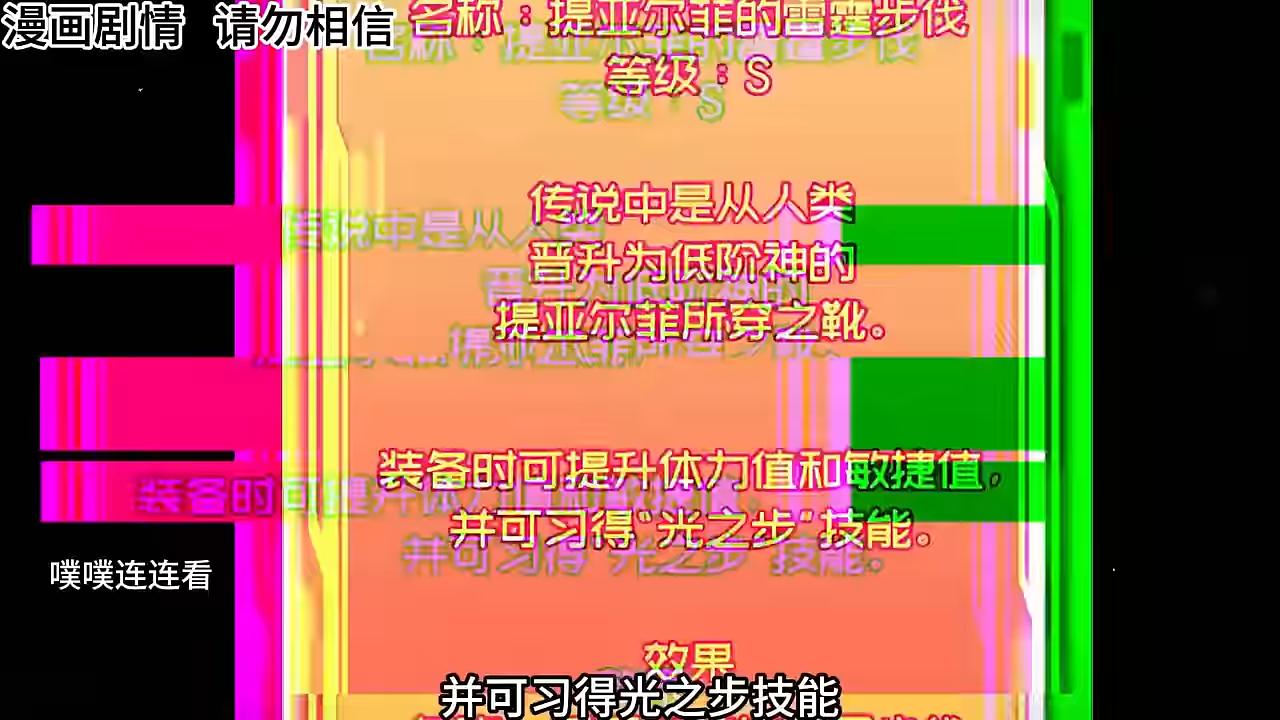 漫画剧情 请勿相信
名称：提亚尔菲的雷霆步伐
等级：S
传说中是从人类
晋升为低阶神的
提亚尔菲所穿之靴。
装备时可提升体力值和敏捷值，
并可习得“光之步”技能。
噗噗连连看
效果
并可习得光之步技能